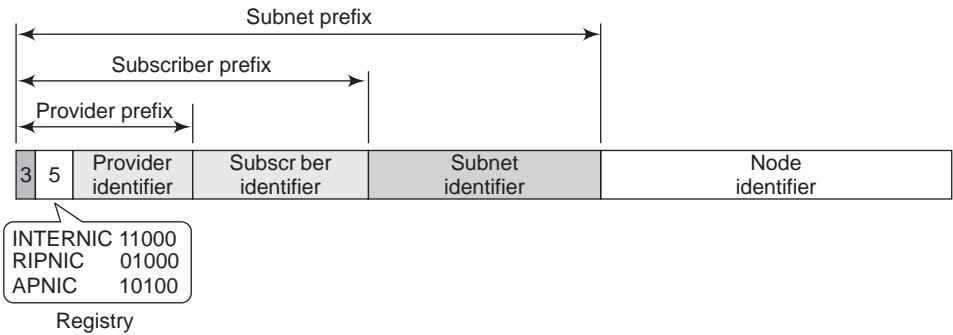 Subnet prefix
Subscriber prefix
Provider prefix
3
5
Provider
identifier
Subscr ber
identifier
Subnet
identifier
Node
identifier
INTERNIC 11000
RIPNIC 01000
APNIC 10100
Registry